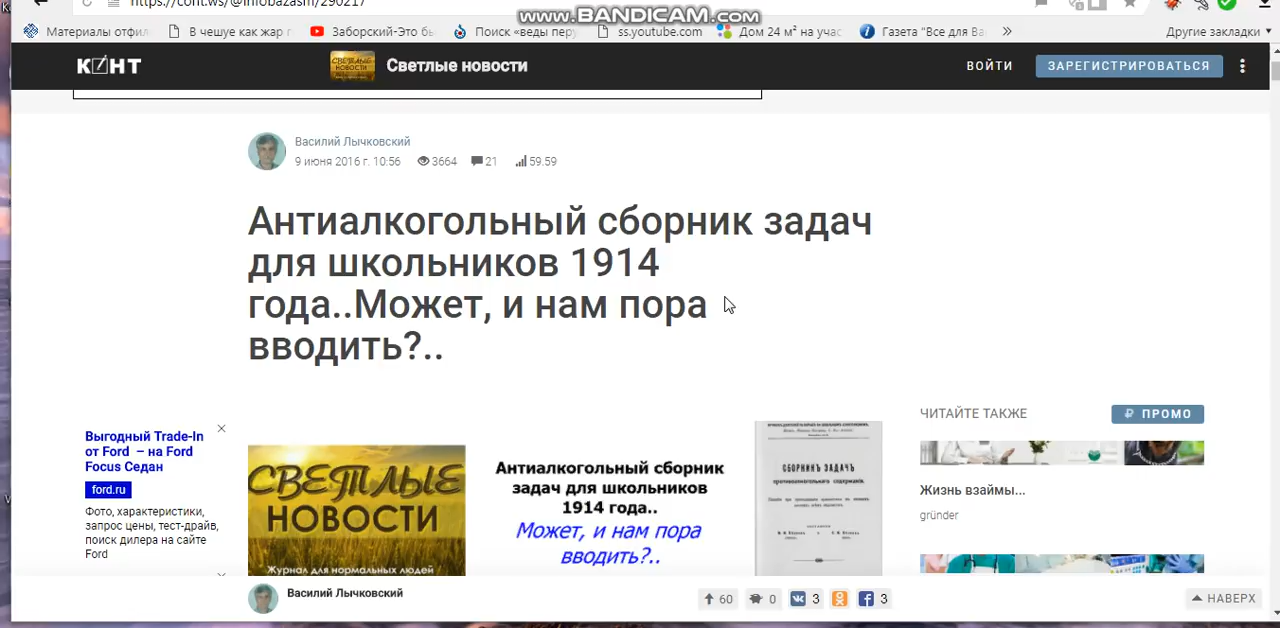 https://cont.ws/@infobazasm/290217
www.BANDICAM.com
Материалы отфил
В чешуе как жар г
Заборский-Это бы
Поиск «веды перу
ss.youtube.com
Дом 24 м² на учас
Газета "Все для Ва
Другие закладки
КОНТ
Светлые новости
ВОЙТИ
ЗАРЕГИСТРИРОВАТЬСЯ
Василий Лычковский
9 июня 2016 г. 10:56
3664
21
59.59
Антиалкогольный сборник задач
для школьников 1914
года..Может, и нам пора
вводить?..
Выгодный Trade-In
от Ford – на Ford
Focus Седан
ford.ru
Фото, характеристики,
запрос цены, тест-драйв,
поиск дилера на сайте
Ford
СВЕТЛЫЕ
НОВОСТИ
Журнал для нормальных людей
Антиалкогольный сборник
задач для школьников
1914 года..
Может, и нам пора
вводить?..
СБОРНИКЪ ЗАДАЧЪ
ЧИТАЙТЕ ТАКЖЕ
₽ ПРОМО
Жизнь взаймы...
gründer
Василий Лычковский
60
0
3
3
НАВЕРХ